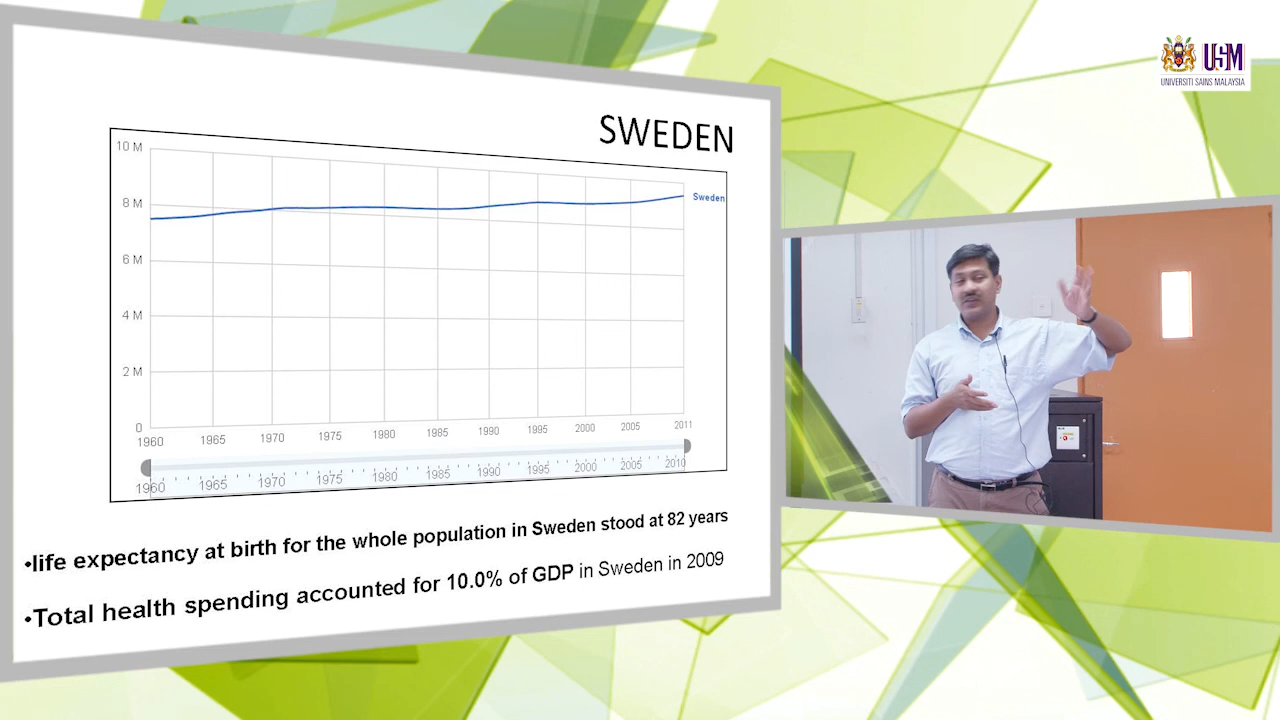 USM
UNIVERSITI SAINS MALAYSIA
SWEDEN
10 M
8 M
6 M
4 M
2 M
0
Sweden
1960 1965 1970 1975 1980 1985 1990 1995 2000 2005 2011
1960 1965 1970 1975 1980 1985 1990 1995 2000 2005 2010
•life expectancy at birth for the whole population in Sweden stood at 82 years
•Total health spending accounted for 10.0% of GDP in Sweden in 2009